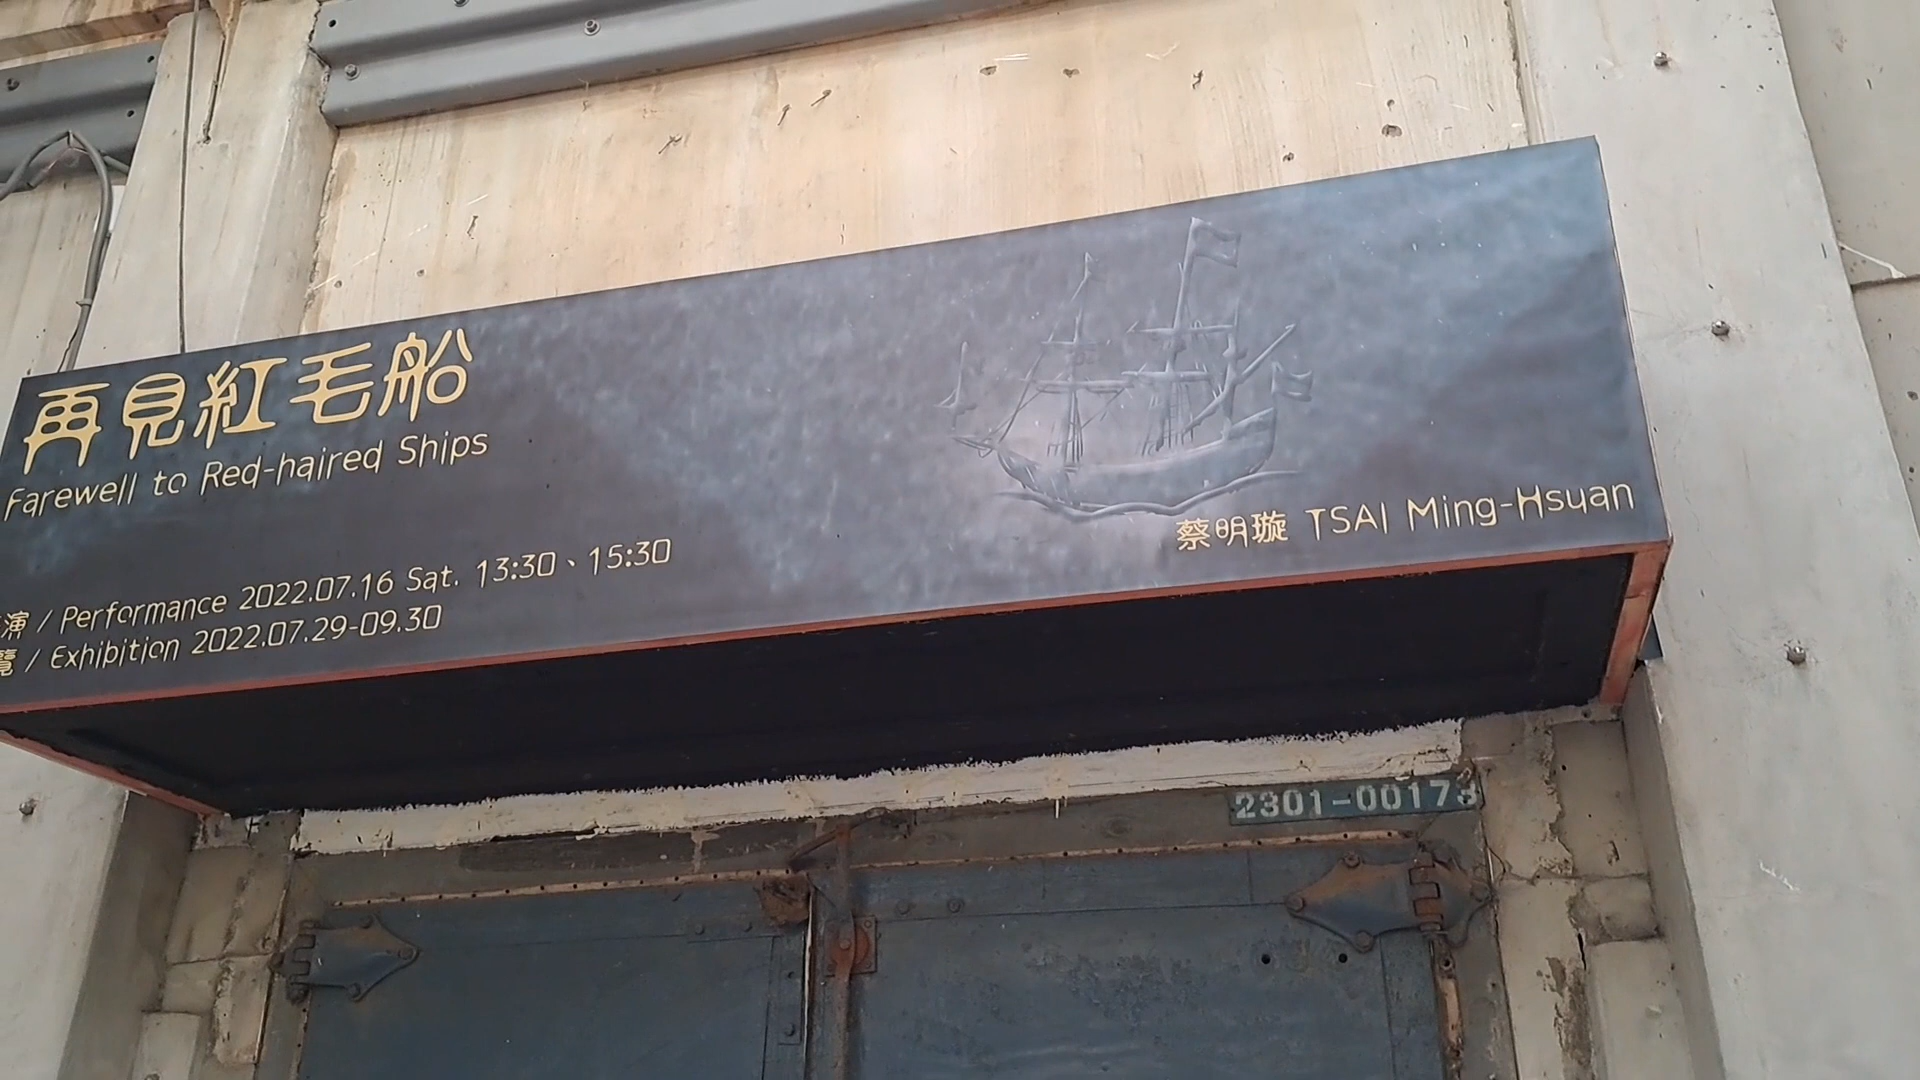 再見紅毛船
Farewell to Red-haired Ships
演 / Performance 2022.07.16 Sat. 13:30、15:30
覽 / Exhibition 2022.07.29-09.30
蔡明璇 TSAI Ming-Hsuan
2301-00173